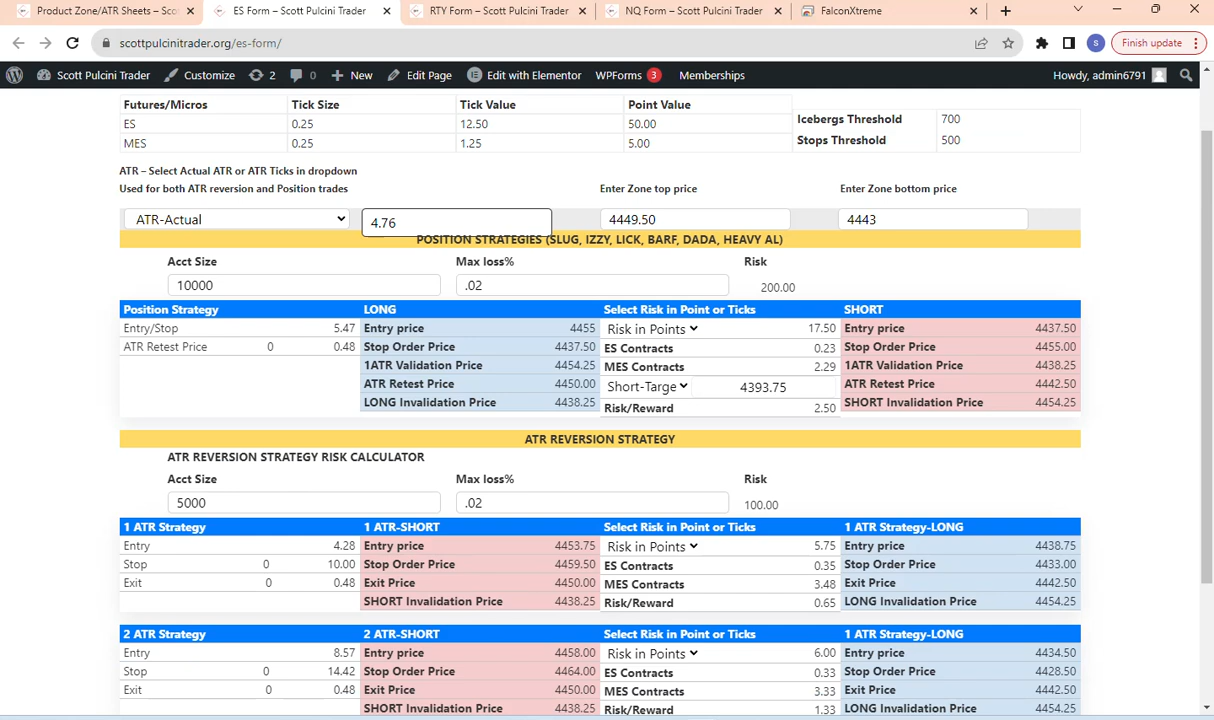 Product Zone/ATR Sheets – Sco
ES Form – Scott Pulcini Trader
RTY Form – Scott Pulcini Trader
NQ Form – Scott Pulcini Trader
FalconXtreme
scottpulcinitrader.org/es-form/
S
Finish update
Scott Pulcini Trader
Customize
2
0
New
Edit Page
Edit with Elementor
WPForms 3
Memberships
Howdy, admin6791
Futures/Micros Tick Size Tick Value Point Value
ES 0.25 12.50 50.00
MES 0.25 1.25 5.00
Icebergs Threshold 700
Stops Threshold 500
ATR – Select Actual ATR or ATR Ticks in dropdown
Used for both ATR reversion and Position trades
Enter Zone top price
Enter Zone bottom price
ATR-Actual 4.76 4449.50 4443
POSITION STRATEGIES (SLUG, IZZY, LICK, BARF, DADA, HEAVY AL)
Acct Size Max loss% Risk
10000 .02 200.00
Position Strategy LONG Select Risk in Point or Ticks SHORT
Entry/Stop 5.47 Entry price 4455 Risk in Points 17.50 Entry price 4437.50
ATR Retest Price 0 0.48 Stop Order Price 4437.50 ES Contracts 0.23 Stop Order Price 4455.00
1ATR Validation Price 4454.25 MES Contracts 2.29 1ATR Validation Price 4438.25
ATR Retest Price 4450.00 Short-Targe 4393.75 ATR Retest Price 4442.50
LONG Invalidation Price 4438.25 Risk/Reward 2.50 SHORT Invalidation Price 4454.25
ATR REVERSION STRATEGY
ATR REVERSION STRATEGY RISK CALCULATOR
Acct Size Max loss% Risk
5000 .02 100.00
1 ATR Strategy 1 ATR-SHORT Select Risk in Point or Ticks 1 ATR Strategy-LONG
Entry 4.28 Entry price 4453.75 Risk in Points 5.75 Entry price 4438.75
Stop 0 10.00 Stop Order Price 4459.50 ES Contracts 0.35 Stop Order Price 4433.00
Exit 0 0.48 Exit Price 4450.00 MES Contracts 3.48 Exit Price 4442.50
SHORT Invalidation Price 4438.25 Risk/Reward 0.65 LONG Invalidation Price 4454.25
2 ATR Strategy 2 ATR-SHORT Select Risk in Point or Ticks 1 ATR Strategy-LONG
Entry 8.57 Entry price 4458.00 Risk in Points 6.00 Entry price 4434.50
Stop 0 14.42 Stop Order Price 4464.00 ES Contracts 0.33 Stop Order Price 4428.50
Exit 0 0.48 Exit Price 4450.00 MES Contracts 3.33 Exit Price 4442.50
SHORT Invalidation Price 4438.25 Risk/Reward 1.33 LONG Invalidation Price 4454.25